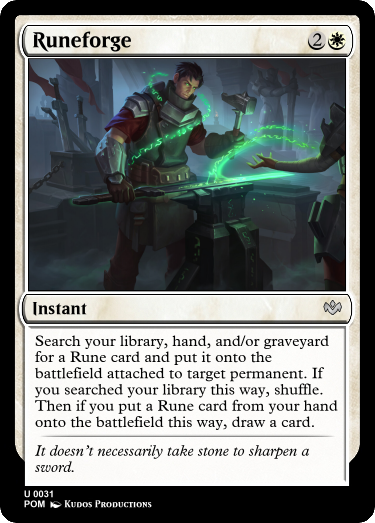 Runeforge 2
Instant
Search your library, hand, and/or graveyard
for a Rune card and put it onto the
battlefield attached to target permanent. If
you searched your library this way, shuffle.
Then if you put a Rune card from your hand
onto the battlefield this way, draw a card.
It doesn't necessarily take stone to sharpen a
sword.
U 0031
POM Kudos Productions